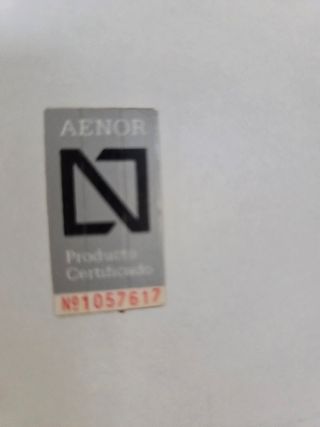 AENOR
Producto
Certificado
Nº1057617